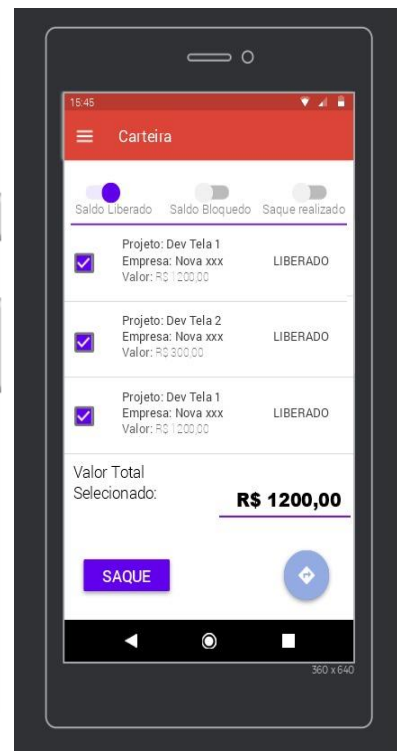 15:45
Carteira
Saldo Liberado Saldo Bloquedo Saque realizado
Projeto: Dev Tela 1
Empresa: Nova xxx LIBERADO
Valor: R$ 1200,00
Projeto: Dev Tela 2
Empresa: Nova xxx LIBERADO
Valor: R$ 300,00
Projeto: Dev Tela 1
Empresa: Nova xxx LIBERADO
Valor: R$ 1200,00
Valor Total
Selecionado:
R$ 1200,00
SAQUE
360 x 640